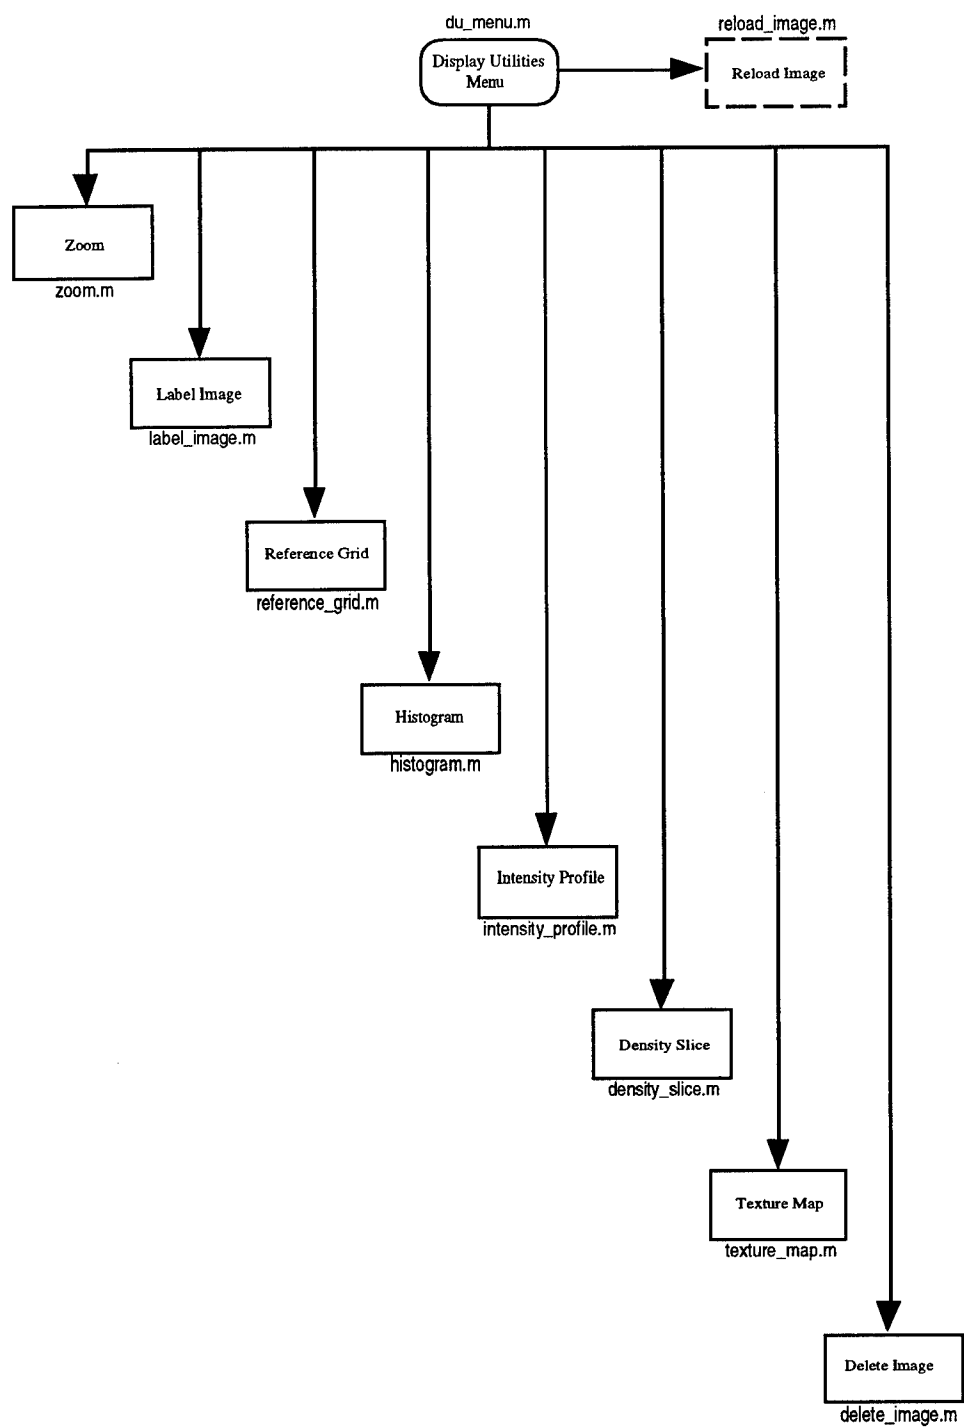 du_menu.m
reload_image.m
Display Utilities
Menu
Reload Image
Zoom
zoom.m
Label Image
label_image.m
Reference Grid
reference_grid.m
Histogram
histogram.m
Intensity Profile
intensity_profile.m
Density Slice
density_slice.m
Texture Map
texture_map.m
Delete Image
delete_image.m